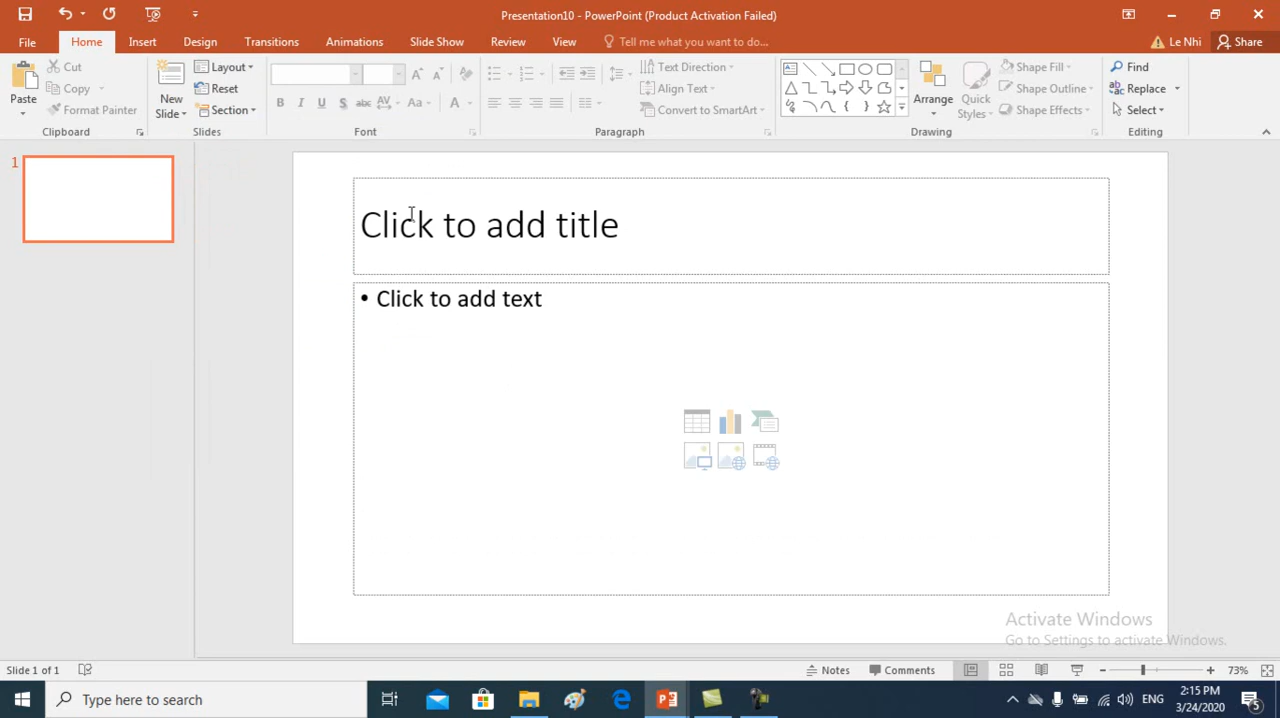 Presentation10 - PowerPoint (Product Activation Failed)
File Home Insert Design Transitions Animations Slide Show Review View Tell me what you want to do... Le Nhi Share
Paste
Cut
Copy
Format Painter
Clipboard
New
Slide
Layout
Reset
Section
Slides
B I U S abc AV Aa A
Font
Text Direction
Align Text
Convert to SmartArt
Paragraph
Arrange
Quick
Styles
Shape Fill
Shape Outline
Shape Effects
Drawing
Find
Replace
Select
Editing
1
Click to add title
• Click to add text
Activate Windows
Go to Settings to activate Windows.
Slide 1 of 1 Notes Comments 73%
Type here to search
ENG
2:15 PM
3/24/2020
5